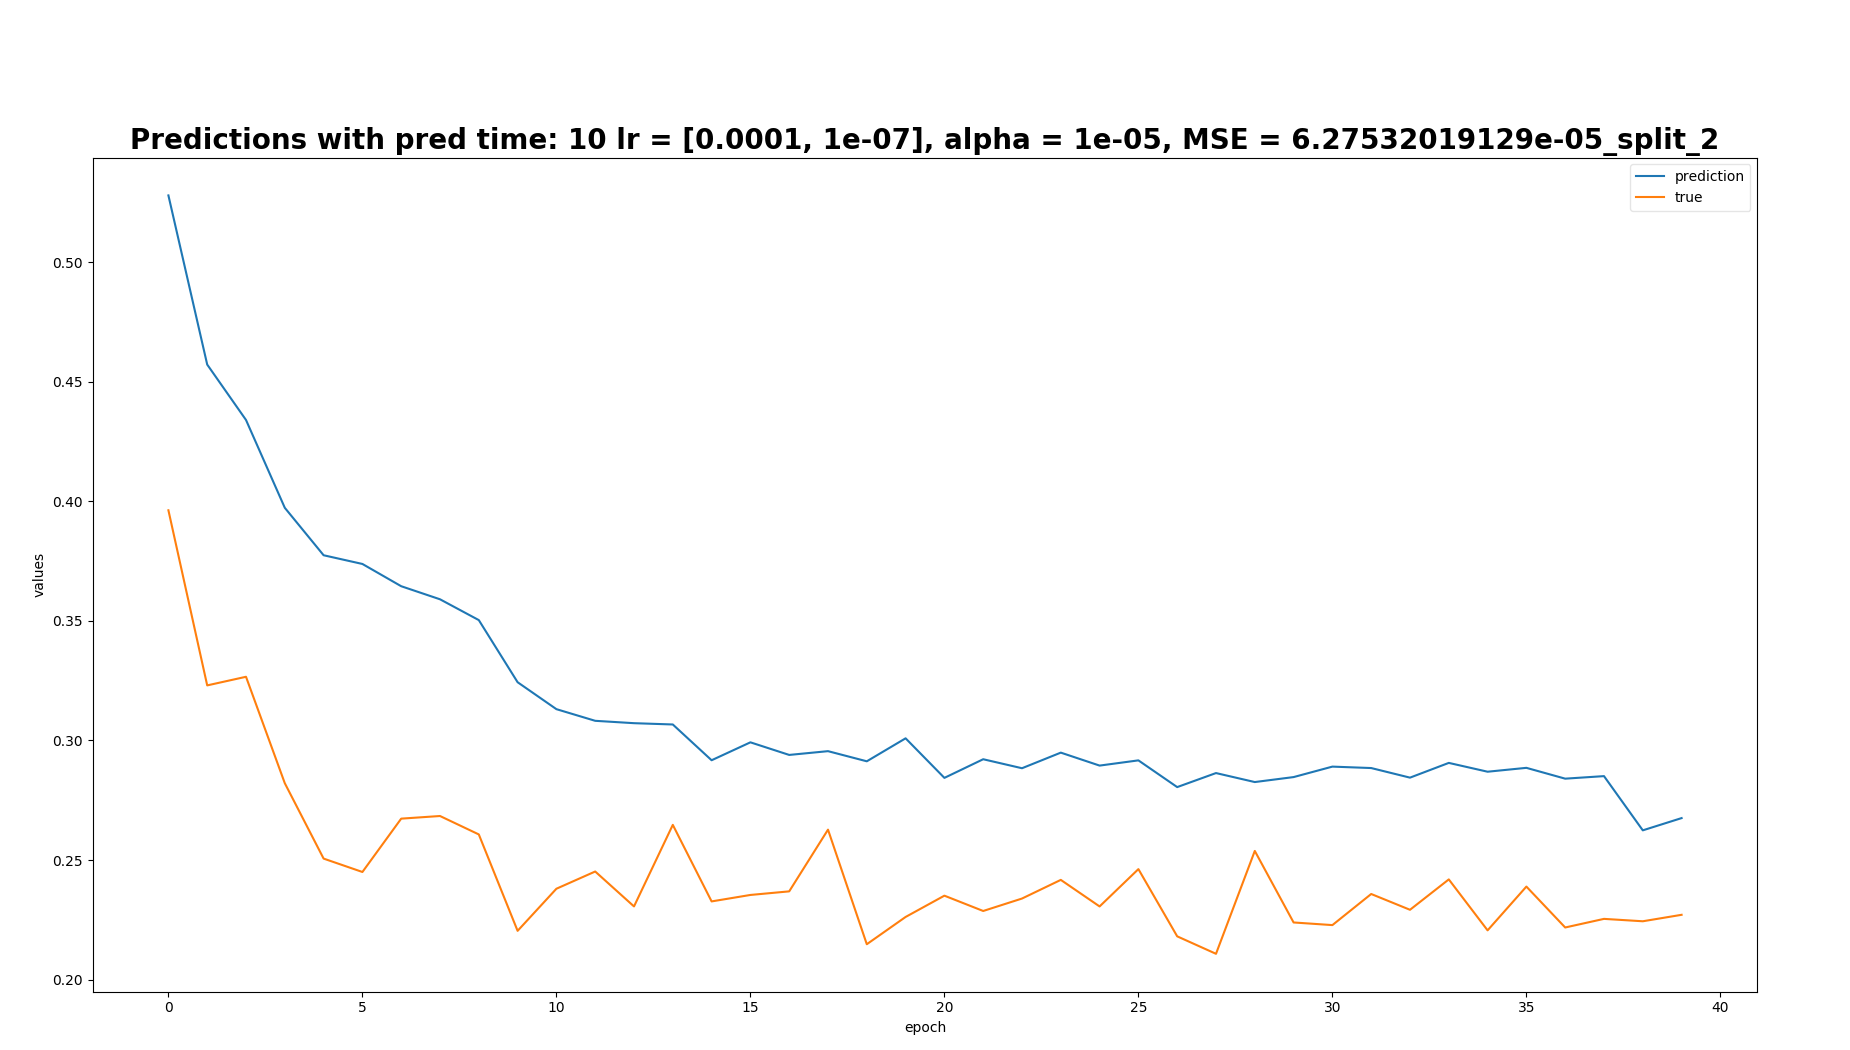 Predictions with pred time: 10 lr = [0.0001, 1e-07], alpha = 1e-05, MSE = 6.27532019129e-05_split_2
prediction
true
0.50
0.45
0.40
0.35
0.30
0.25
0.20
values
0 5 10 15 20 25 30 35 40
epoch